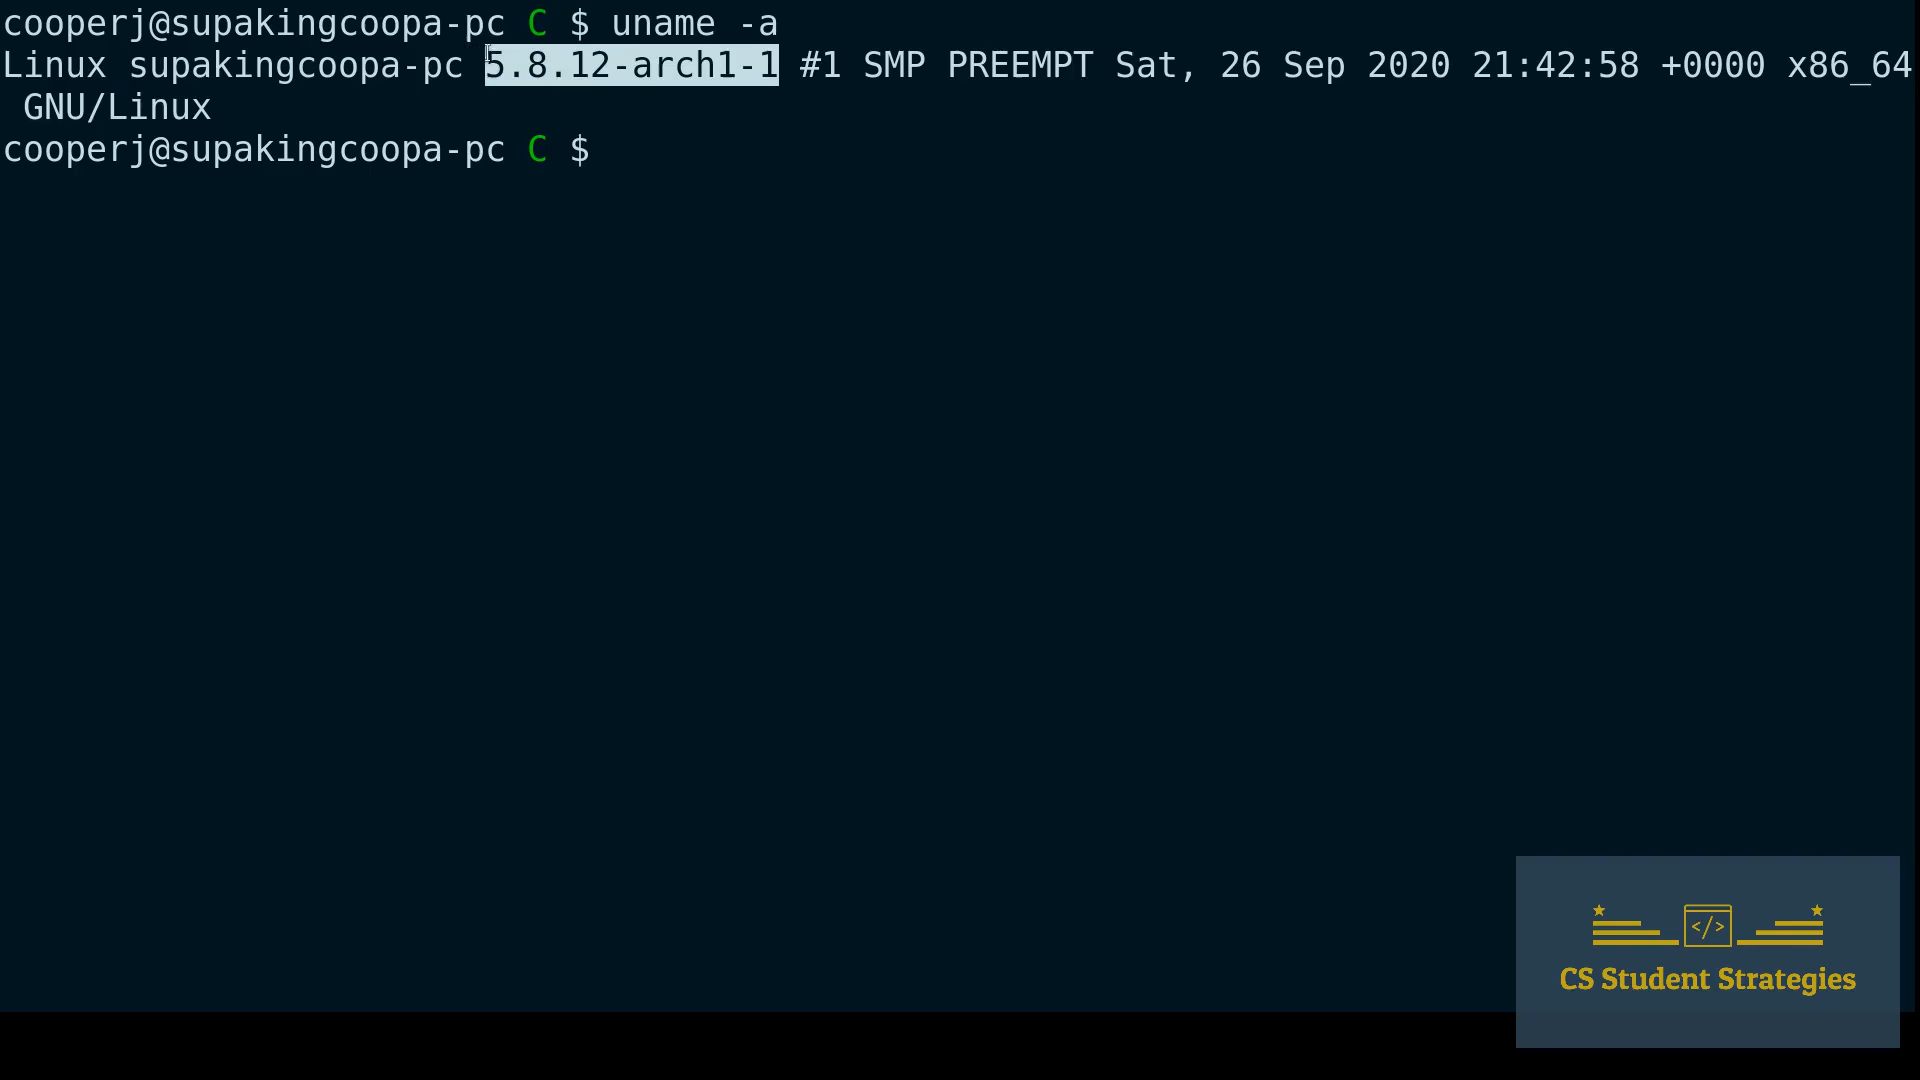 cooperj@supakingcoopa-pc C $ uname -a
Linux supakingcoopa-pc 5.8.12-arch1-1 #1 SMP PREEMPT Sat, 26 Sep 2020 21:42:58 +0000 x86_64
GNU/Linux
cooperj@supakingcoopa-pc C $
</>
CS Student Strategies